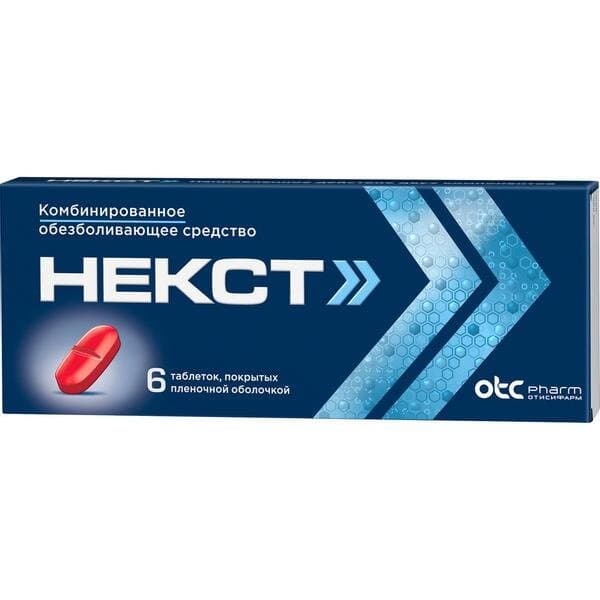 Комбинированное
обезболивающее средство
НЕКСТ
6 таблеток, покрытых
пленочной оболочкой
otc pharm
ОТИСИФАРМ